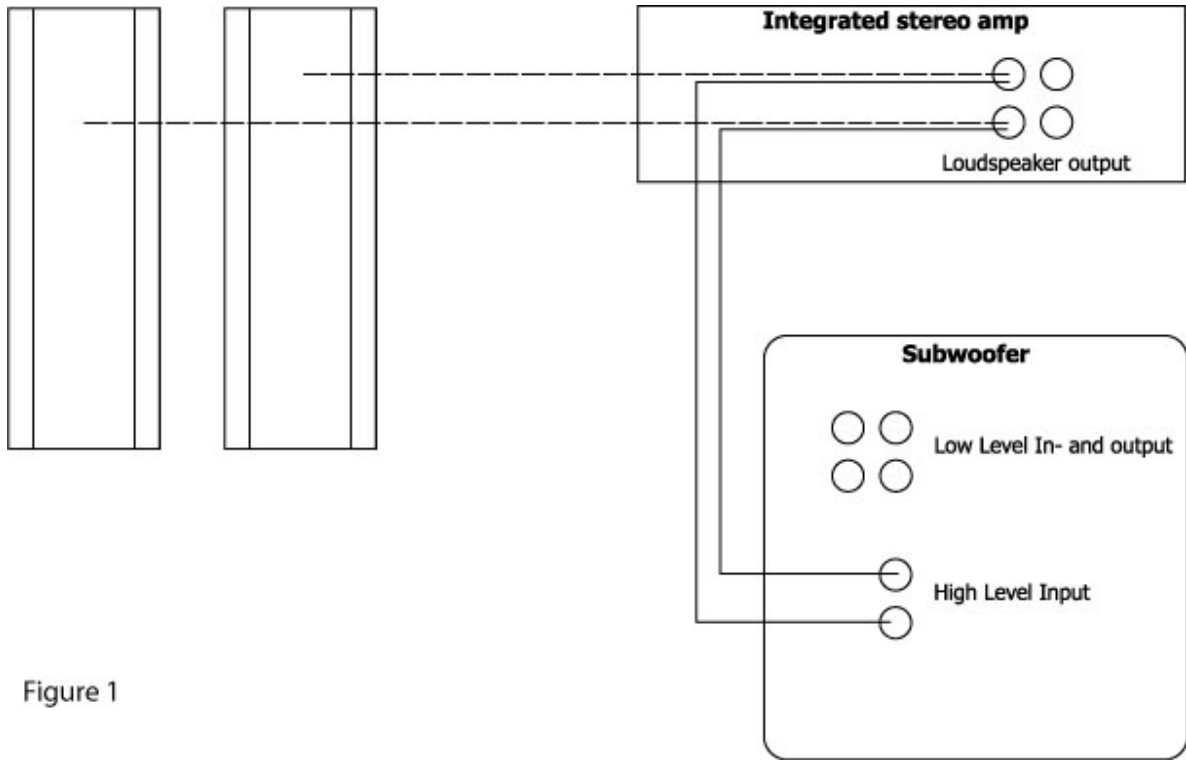 Integrated stereo amp
Loudspeaker output
Subwoofer
Low Level In- and output
High Level Input
Figure 1